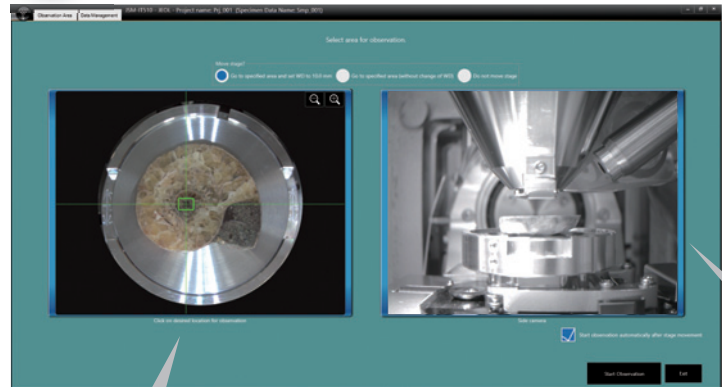 Observation Area
Data Management
JSM-IT510 - JEOL - Project name: Prj_001 (Specimen Data Name: Smp_001)
Select area for observation
Move stage?
Go to specified area and set WD to 10.0 mm
Go to specified area (without change of WD)
Do not move stage
Click on desired location for observation
Side camera
Start observation automatically after stage movement
Start Observation
Exit